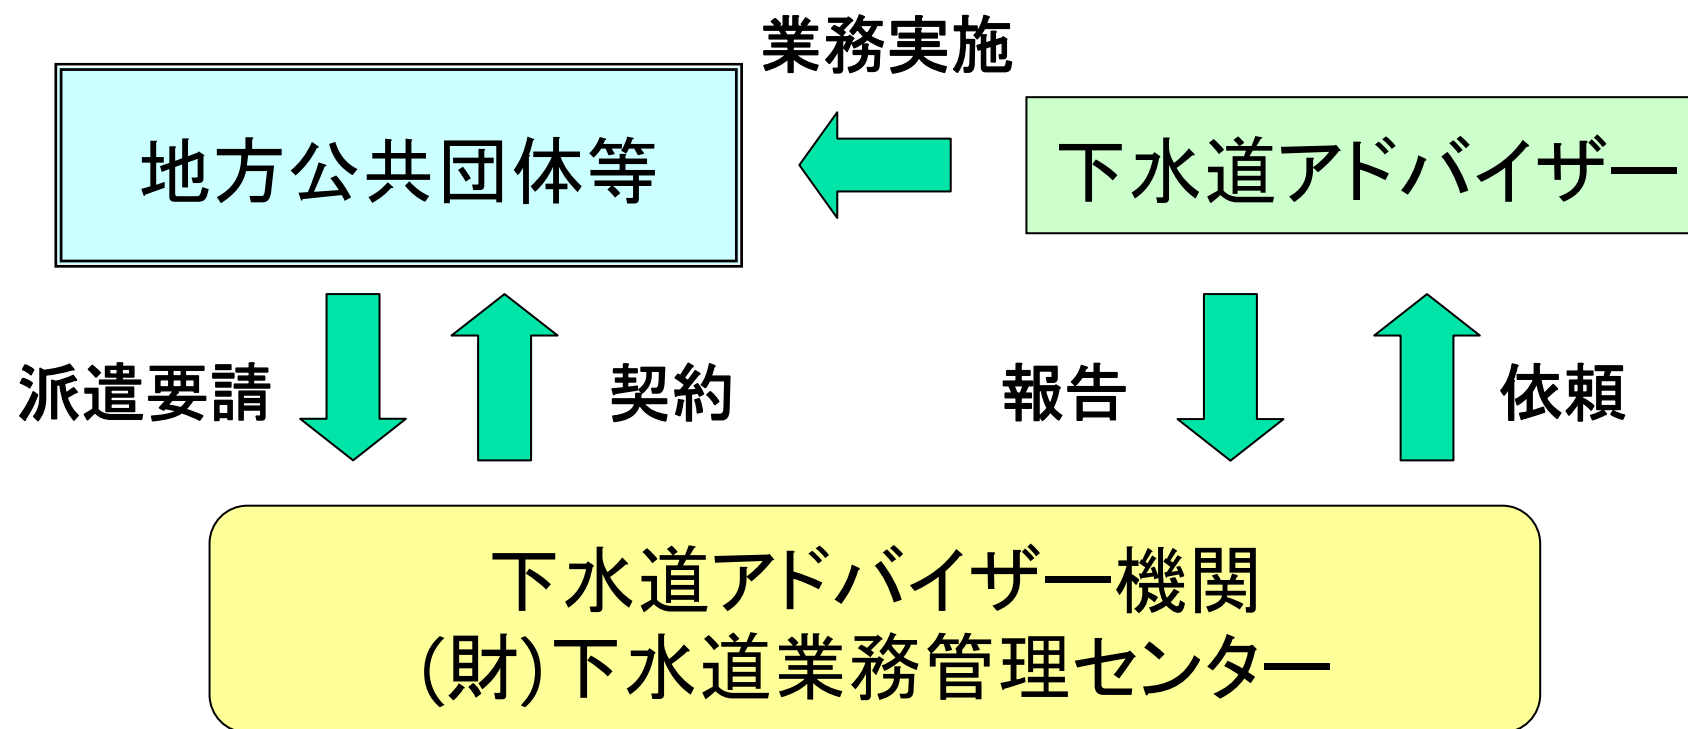 業務実施
地方公共団体等
下水道アドバイザー
派遣要請
契約
報告
依頼
下水道アドバイザー機関
(財)下水道業務管理センター